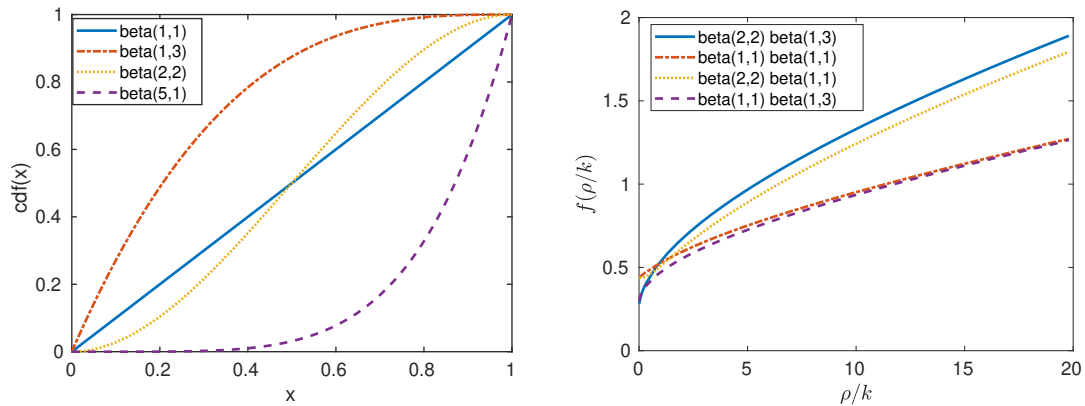 1
0.8
0.6
0.4
0.2
0
0
0.2
0.4
0.6
0.8
1
cdf(x)
x
beta(1,1)
beta(1,3)
beta(2,2)
beta(5,1)
2
1.5
1
0.5
0
0
5
10
15
20
f(ρ/k)
ρ/k
beta(2,2) beta(1,3)
beta(1,1) beta(1,1)
beta(2,2) beta(1,1)
beta(1,1) beta(1,3)